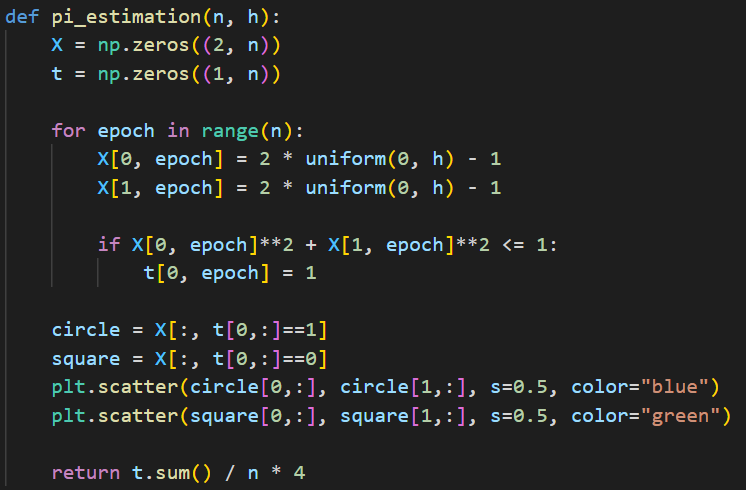 def pi_estimation(n, h):
    X = np.zeros((2, n))
    t = np.zeros((1, n))

    for epoch in range(n):
        X[0, epoch] = 2 * uniform(0, h) - 1
        X[1, epoch] = 2 * uniform(0, h) - 1

        if X[0, epoch]**2 + X[1, epoch]**2 <= 1:
            t[0, epoch] = 1

    circle = X[:, t[0,:]==1]
    square = X[:, t[0,:]==0]
    plt.scatter(circle[0,:], circle[1,:], s=0.5, color="blue")
    plt.scatter(square[0,:], square[1,:], s=0.5, color="green")

    return t.sum() / n * 4